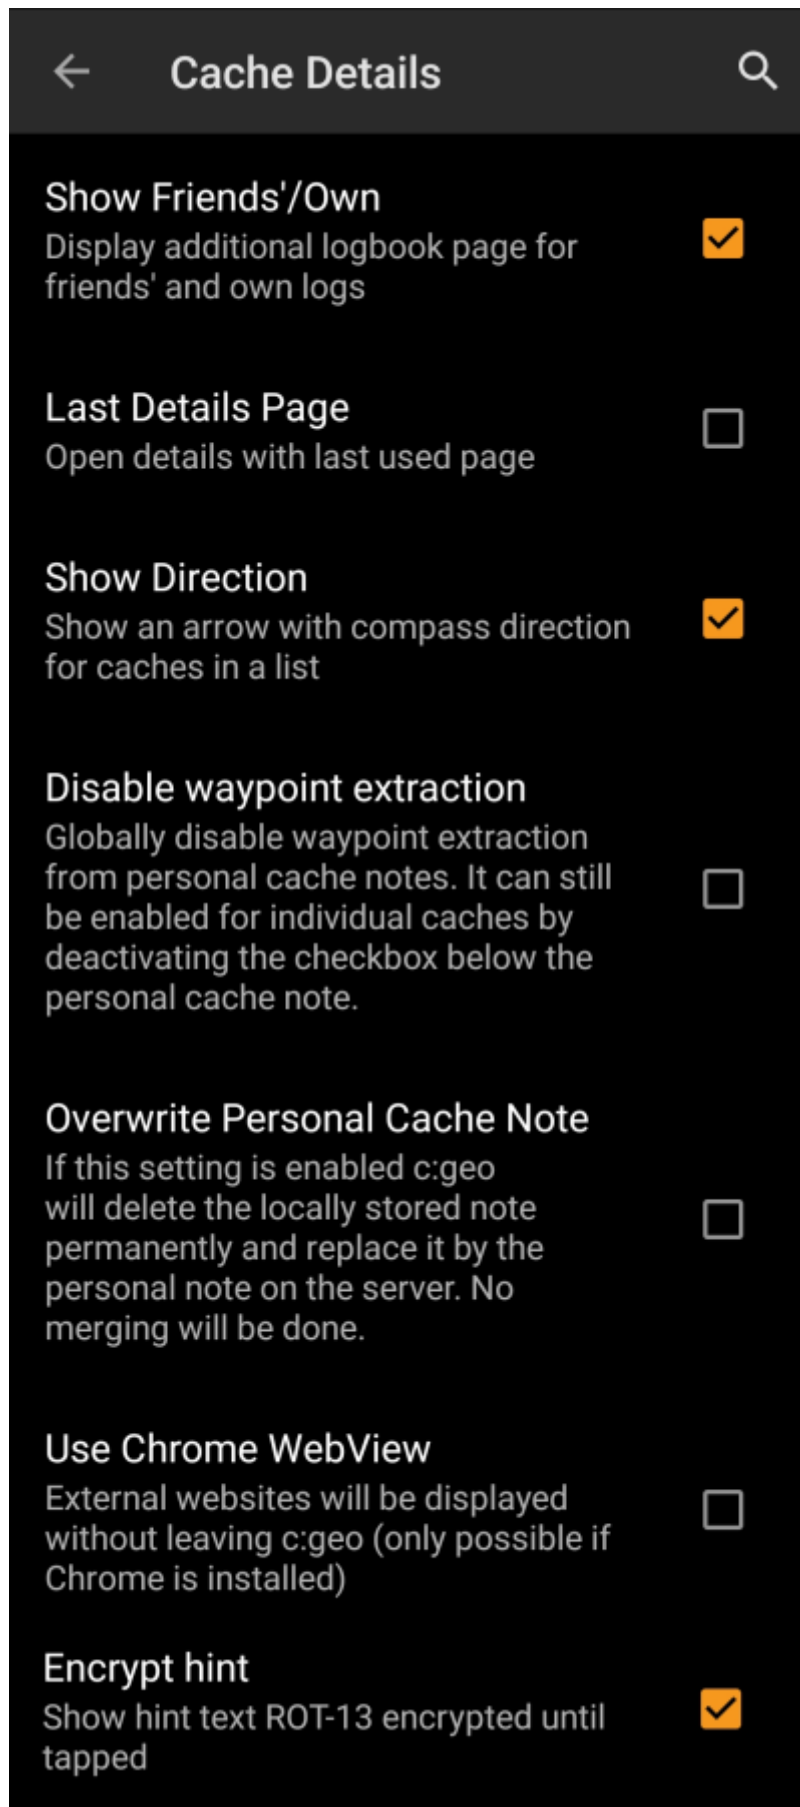 Cache Details
Show Friends'/Own
Display additional logbook page for
friends' and own logs
Last Details Page
Open details with last used page
Show Direction
Show an arrow with compass direction
for caches in a list
Disable waypoint extraction
Globally disable waypoint extraction
from personal cache notes. It can still
be enabled for individual caches by
deactivating the checkbox below the
personal cache note.
Overwrite Personal Cache Note
If this setting is enabled c:geo
will delete the locally stored note
permanently and replace it by the
personal note on the server. No
merging will be done.
Use Chrome WebView
External websites will be displayed
without leaving c:geo (only possible if
Chrome is installed)
Encrypt hint
Show hint text ROT-13 encrypted until
tapped